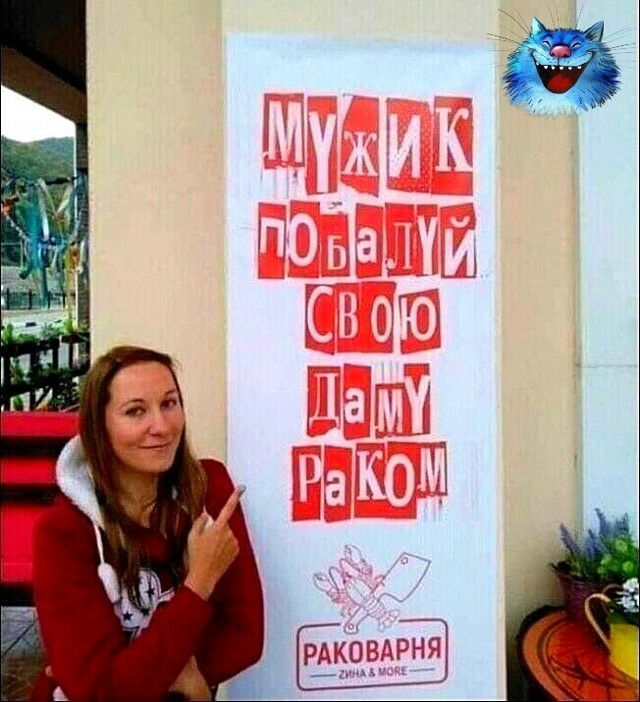 МУЖИК
ПОБАЛУЙ
СВОЮ
ДАМУ
РАКОМ
РАКОВАРНЯ
ZИНА & MORE